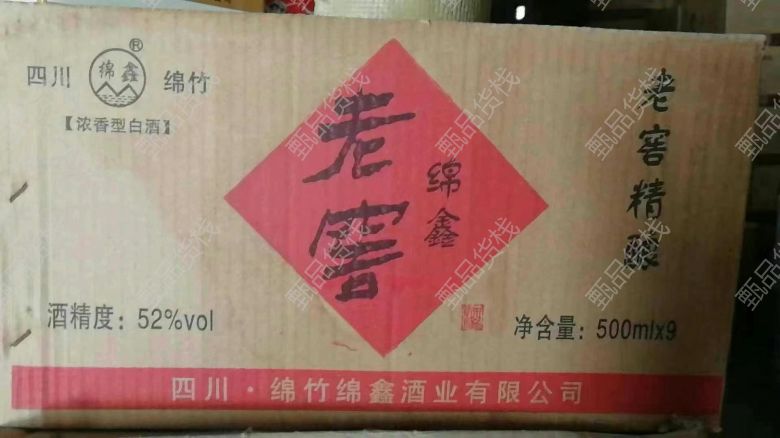 四川 绵鑫® 绵竹
【浓香型白酒】
老窖
绵鑫
老窖精酿
酒精度：52%vol
净含量：500mlx9
四川·绵竹绵鑫酒业有限公司
甄品货栈